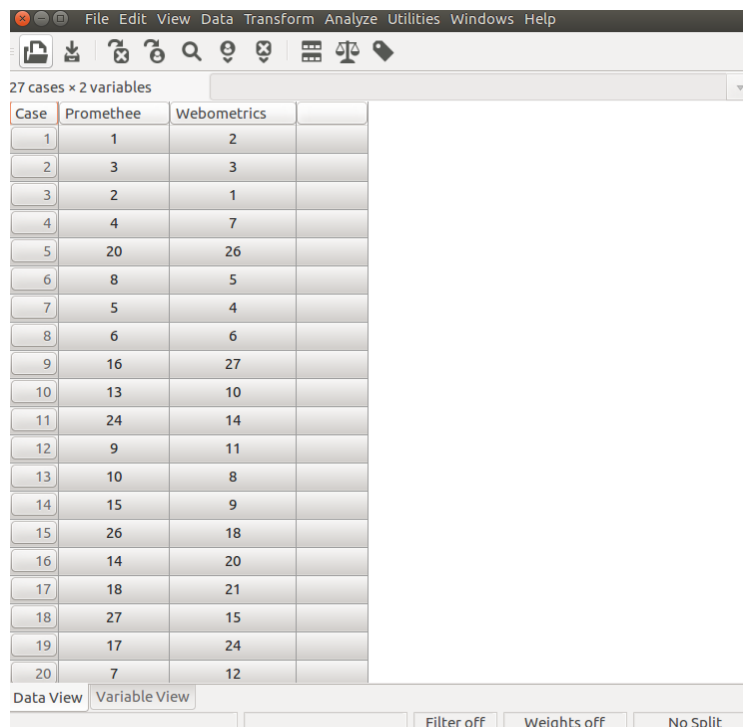 File Edit View Data Transform Analyze Utilities Windows Help
27 cases × 2 variables
Case Promethee Webometrics
1 1 2
2 3 3
3 2 1
4 4 7
5 20 26
6 8 5
7 5 4
8 6 6
9 16 27
10 13 10
11 24 14
12 9 11
13 10 8
14 15 9
15 26 18
16 14 20
17 18 21
18 27 15
19 17 24
20 7 12
Data View Variable View
Filter off Weights off No Split